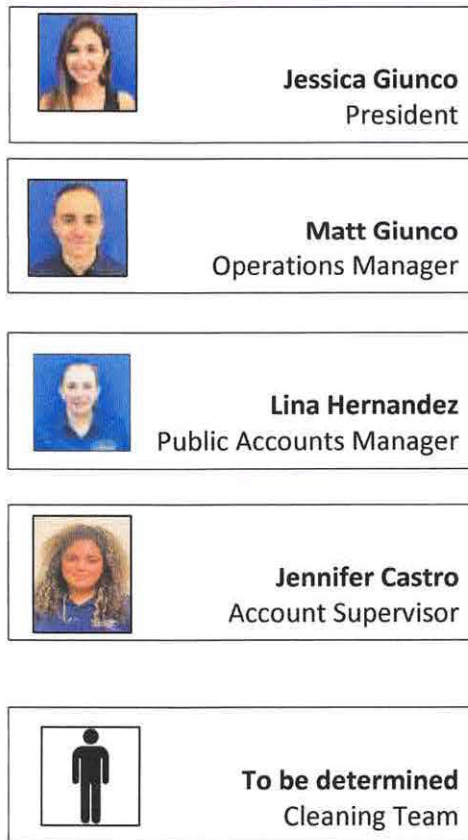 Jessica Giunco
President
Matt Giunco
Operations Manager
Lina Hernandez
Public Accounts Manager
Jennifer Castro
Account Supervisor
To be determined
Cleaning Team